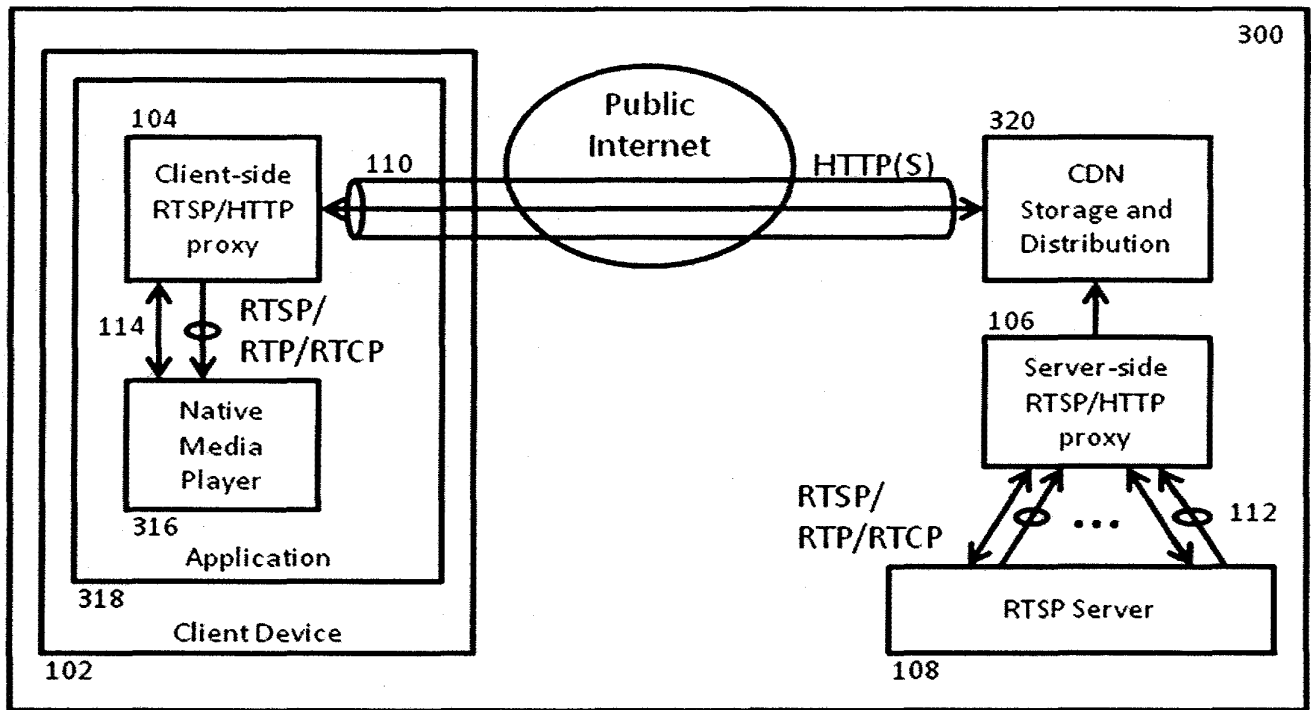 300
104
Client-side
RTSP/HTTP
proxy
110
Public
Internet
HTTP(S)
320
CDN
Storage and
Distribution
114
RTSP/
RTP/RTCP
Native
Media
Player
316
Application
318
Client Device
102
106
Server-side
RTSP/HTTP
proxy
RTSP/
RTP/RTCP
...
112
RTSP Server
108